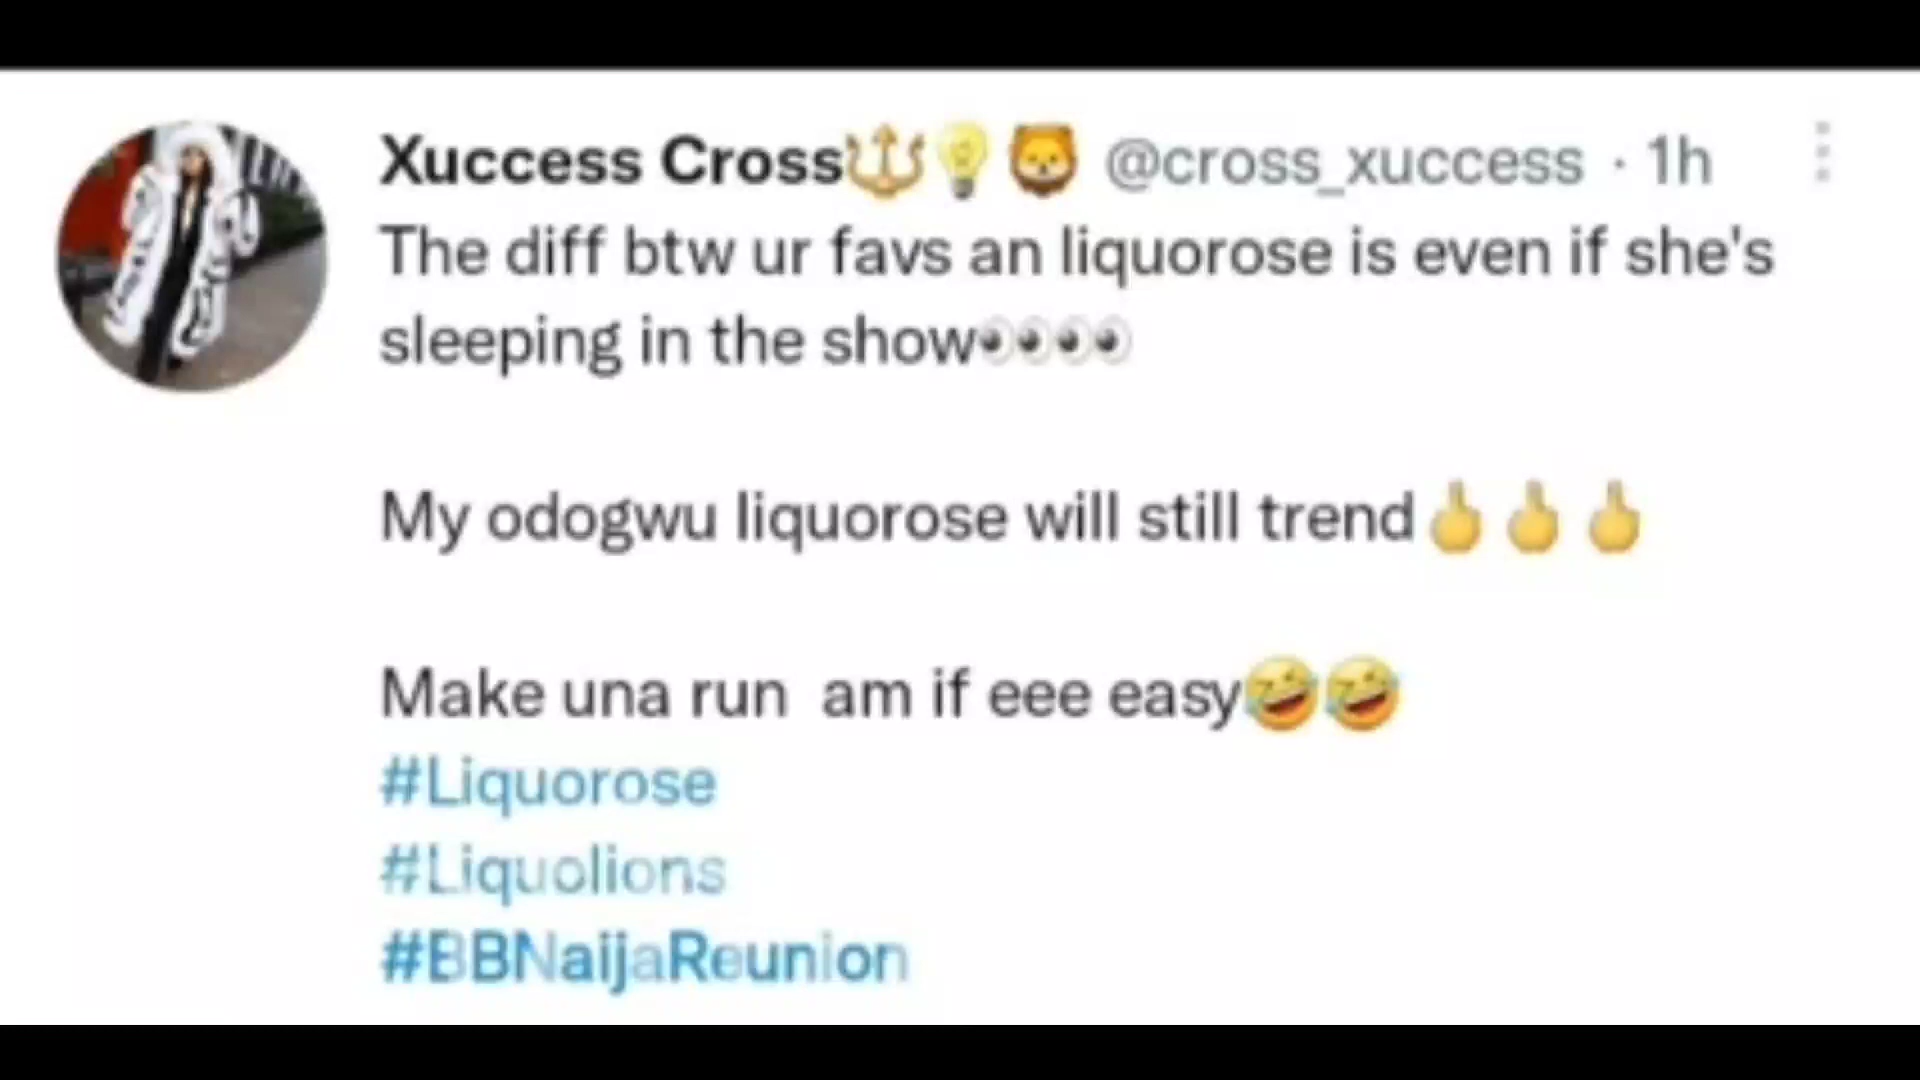 Xuccess Cross🔱💡🦁 @cross_xuccess · 1h
The diff btw ur favs an liquorose is even if she's
sleeping in the show👀👀
My odogwu liquorose will still trend🖕🖕🖕
Make una run  am if eee easy🤣🤣
#Liquorose
#Liquolions
#BBNaijaReunion